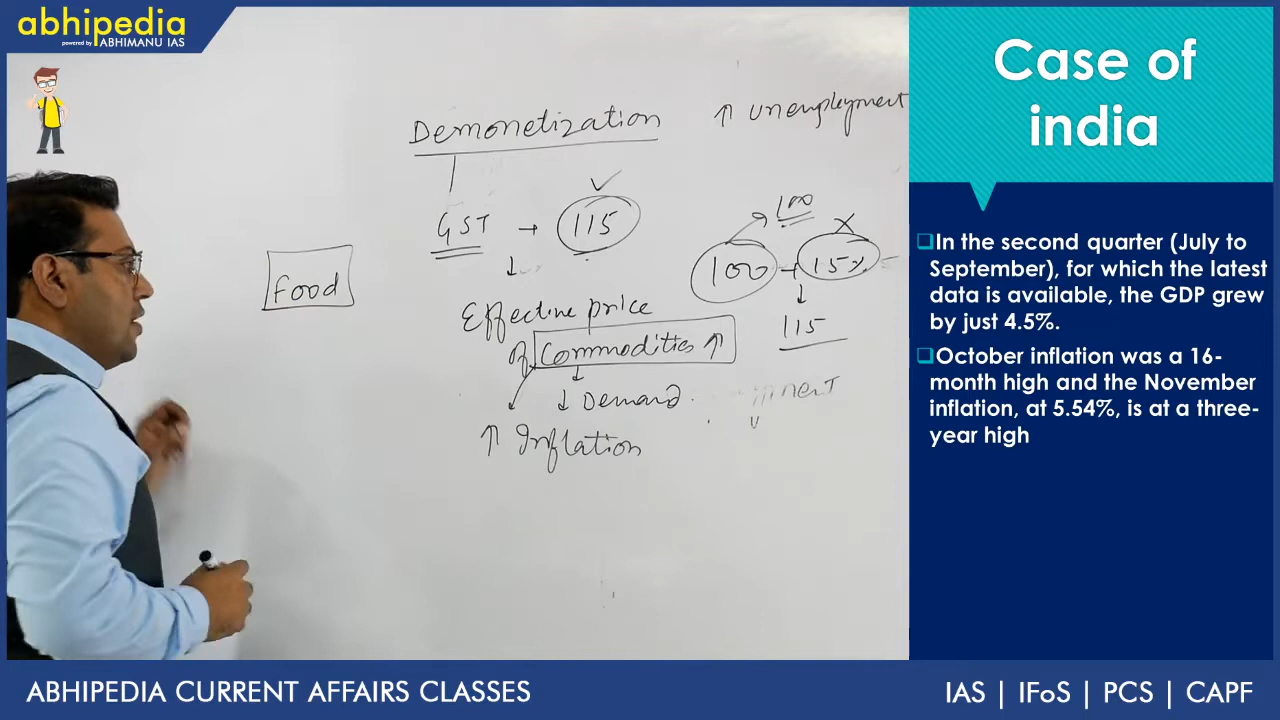 abhipedia
powered by ABHIMANU IAS
Case of
india
Demonetization
↑ unemployment
GST → 115
100
100 → 15%
115
Food
Effective price
of Commodities ↑
↓ Demand
↑ Inflation
In the second quarter (July to
September), for which the latest
data is available, the GDP grew
by just 4.5%.
October inflation was a 16-
month high and the November
inflation, at 5.54%, is at a three-
year high
ABHIPEDIA CURRENT AFFAIRS CLASSES
IAS | IFoS | PCS | CAPF